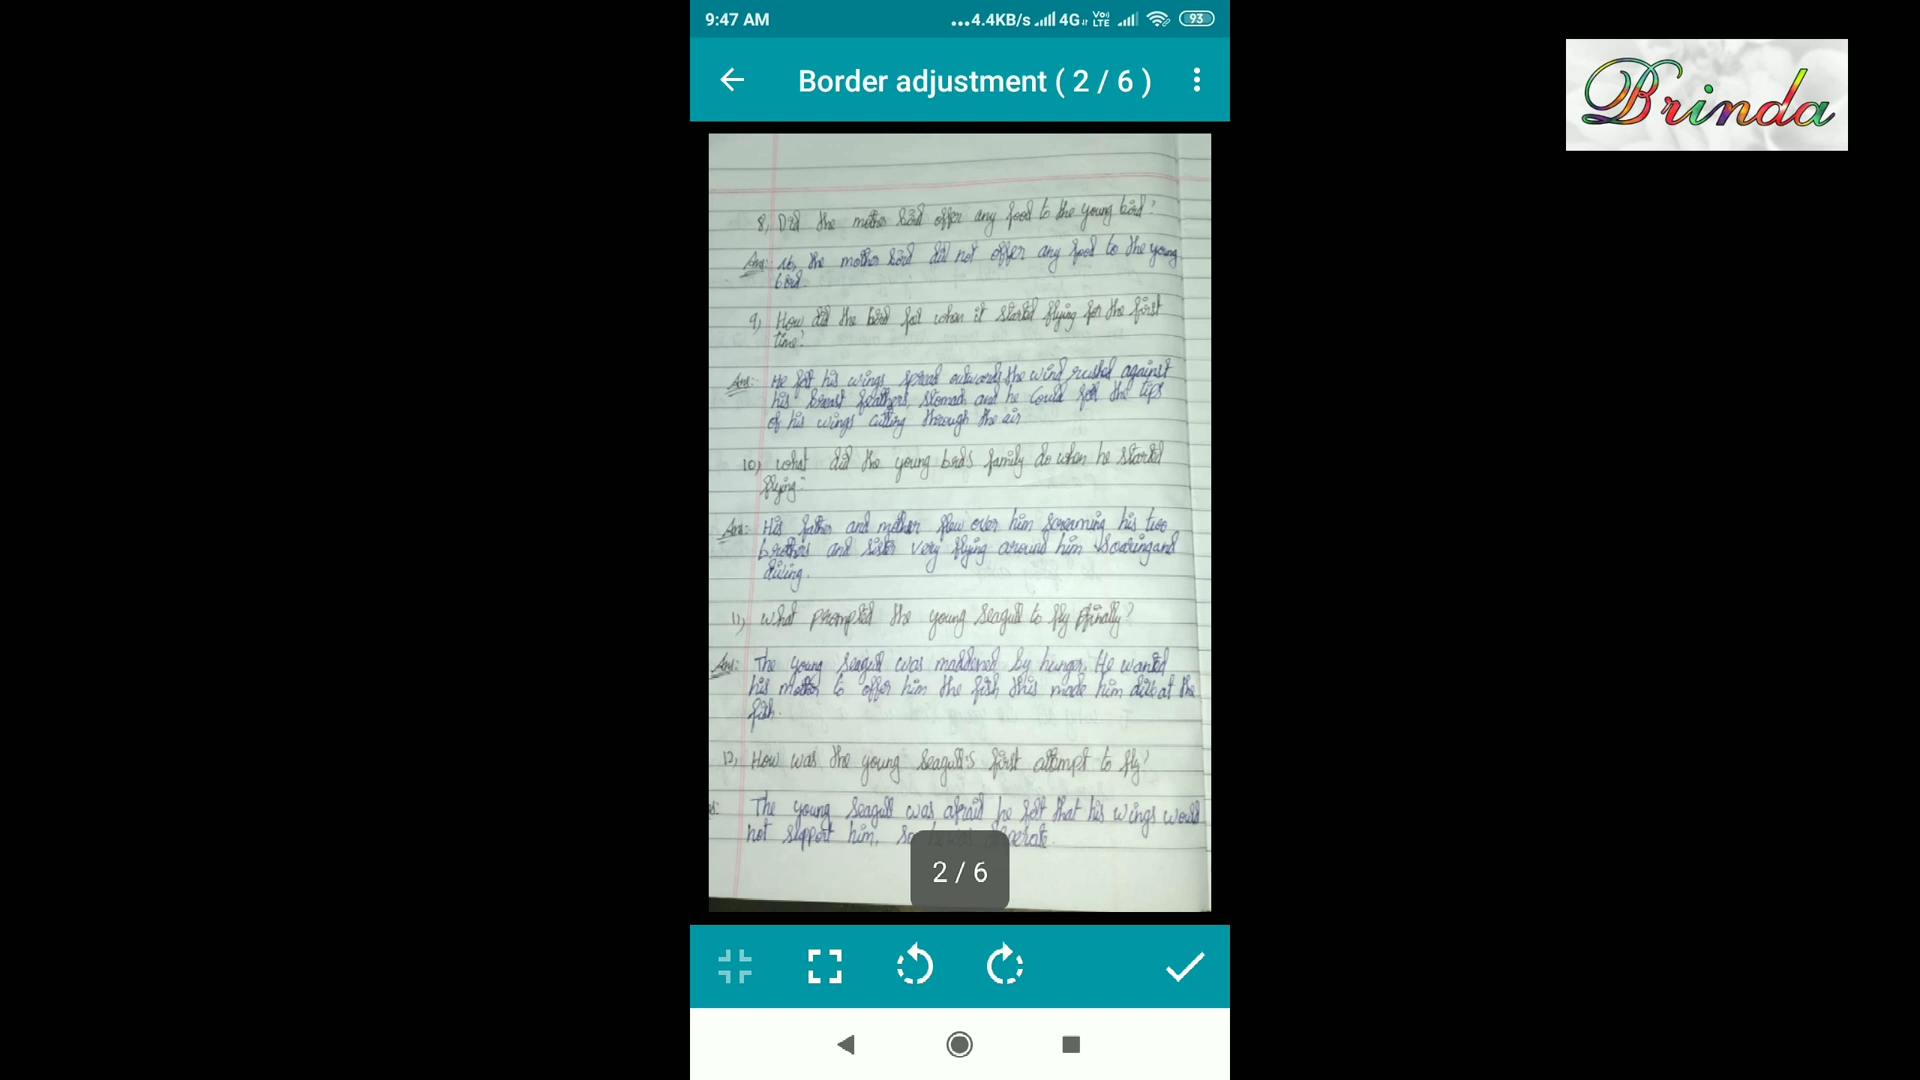 9:47 AM
...4.4KB/s 4G Vo) LTE 93
Border adjustment ( 2 / 6 )
Brinda
8, Did the mother bird offer any food to the young bird?
Ans: No, the mother bird did not offer any food to the young
bird.
9, How did the bird feel when it started flying for the first
time?
Ans: He felt his wings spread outwards the wind rushed against
his breast feathers, stomach and he could felt the tips
of his wings cutting through the air
10, what did the young birds family do when he started
flying?
Ans: His father and mother flew over him screaming his two
brothers and sister very flying around him Soaring and
diving.
11, What prompted the young seagull to fly finally?
Ans: The young Seagull was maddened by hunger. He wanted
his mother to offer him the fish this made him dive at the
fish.
12, How was the young Seagull's first attempt to fly?
The young Seagull was afraid he felt that his wings would
not support him,
2 / 6